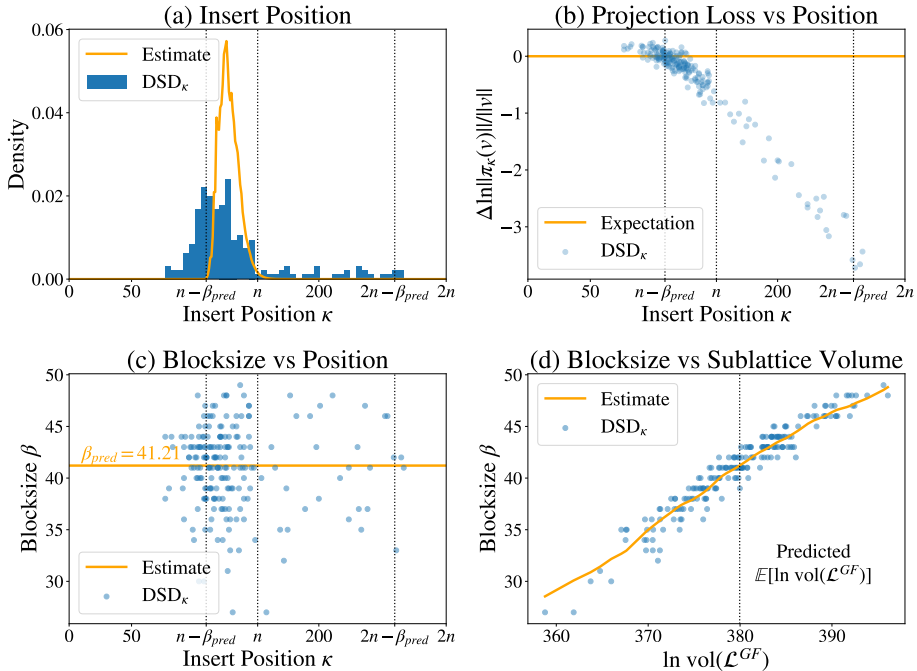 (a) Insert Position
0.06
0.04
0.02
0.00
Density
Estimate
DSD_κ
0
50
n−β_pred
n
200
2n−β_pred
2n
Insert Position κ
(b) Projection Loss vs Position
0
−1
−2
−3
Δln||π_κ(v)||/||v||
Expectation
DSD_κ
0
50
n−β_pred
n
200
2n−β_pred
2n
Insert Position κ
(c) Blocksize vs Position
50
45
40
35
30
Blocksize β
β_pred = 41.21
Estimate
DSD_κ
0
50
n−β_pred
n
200
2n−β_pred
2n
Insert Position κ
(d) Blocksize vs Sublattice Volume
50
45
40
35
30
Blocksize β
Estimate
DSD_κ
Predicted
𝔼[ln vol(ℒ^GF)]
360
370
380
390
ln vol(ℒ^GF)